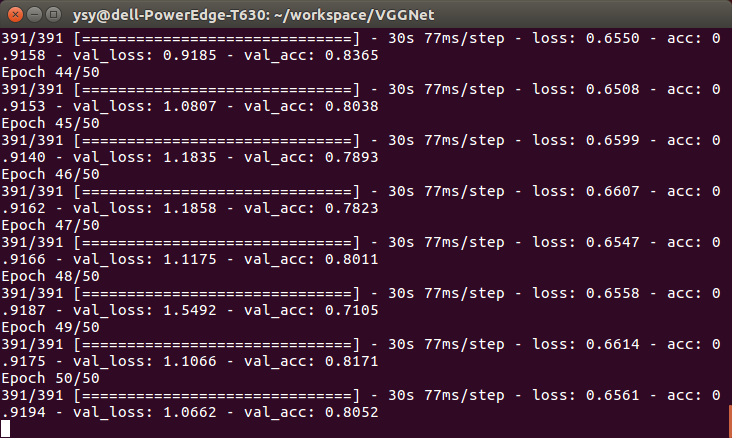 ysy@dell-PowerEdge-T630: ~/workspace/VGGNet
391/391 [==============================] - 30s 77ms/step - loss: 0.6550 - acc: 0
.9158 - val_loss: 0.9185 - val_acc: 0.8365
Epoch 44/50
391/391 [==============================] - 30s 77ms/step - loss: 0.6508 - acc: 0
.9153 - val_loss: 1.0807 - val_acc: 0.8038
Epoch 45/50
391/391 [==============================] - 30s 77ms/step - loss: 0.6599 - acc: 0
.9140 - val_loss: 1.1835 - val_acc: 0.7893
Epoch 46/50
391/391 [==============================] - 30s 77ms/step - loss: 0.6607 - acc: 0
.9162 - val_loss: 1.1858 - val_acc: 0.7823
Epoch 47/50
391/391 [==============================] - 30s 77ms/step - loss: 0.6547 - acc: 0
.9166 - val_loss: 1.1175 - val_acc: 0.8011
Epoch 48/50
391/391 [==============================] - 30s 77ms/step - loss: 0.6558 - acc: 0
.9187 - val_loss: 1.5492 - val_acc: 0.7105
Epoch 49/50
391/391 [==============================] - 30s 77ms/step - loss: 0.6614 - acc: 0
.9175 - val_loss: 1.1066 - val_acc: 0.8171
Epoch 50/50
391/391 [==============================] - 30s 77ms/step - loss: 0.6561 - acc: 0
.9194 - val_loss: 1.0662 - val_acc: 0.8052